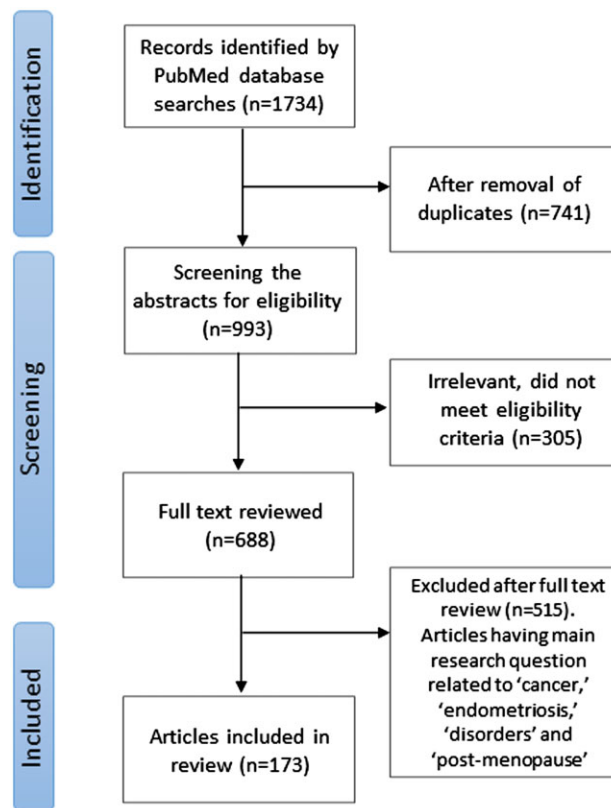 Identification
Records identified by
PubMed database
searches (n=1734)
After removal of
duplicates (n=741)
Screening
Screening the
abstracts for eligibility
(n=993)
Irrelevant, did not
meet eligibility
criteria (n=305)
Full text reviewed
(n=688)
Excluded after full text
review (n=515).
Articles having main
research question
related to ‘cancer,’
‘endometriosis,’
‘disorders’ and
‘post-menopause’
Included
Articles included in
review (n=173)